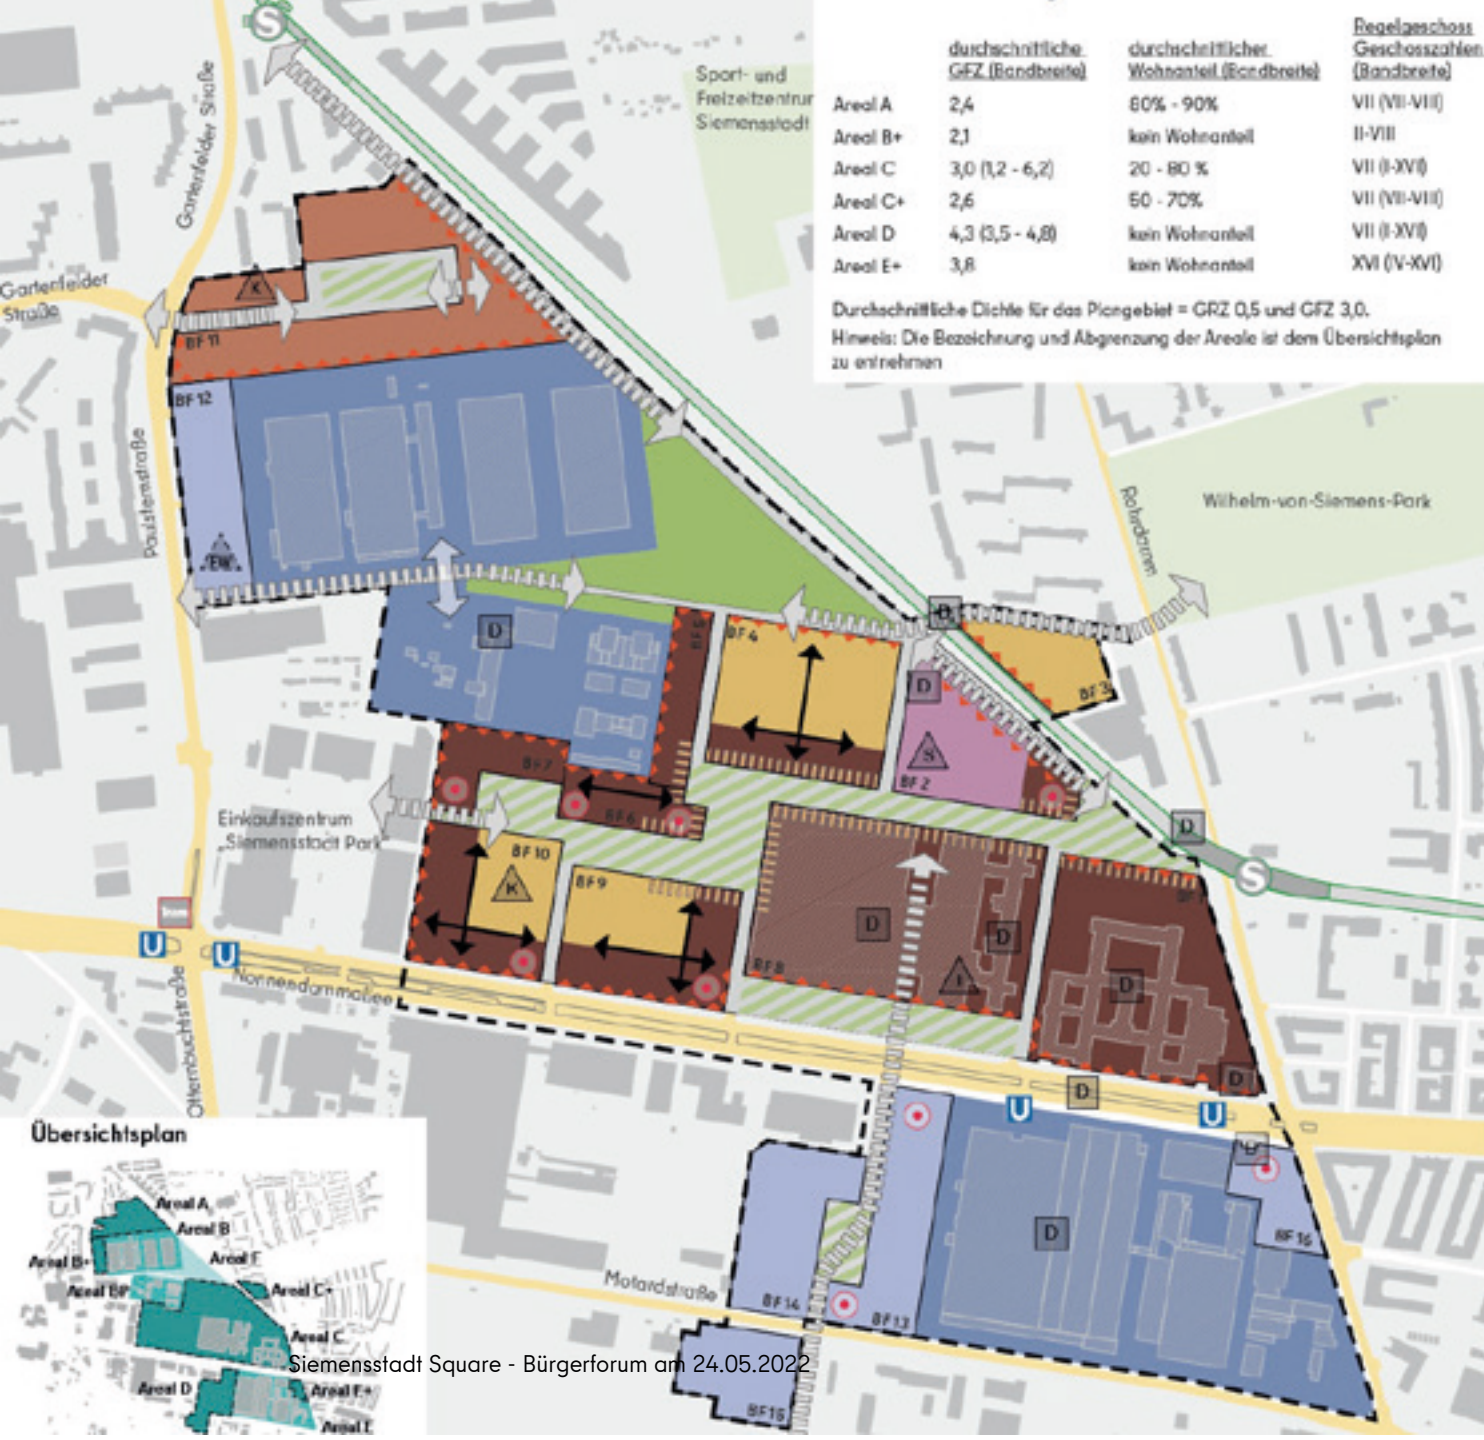 durchschnittliche GFZ (Bandbreite)
durchschnittlicher Wohnanteil (Bandbreite)
Regelgeschoss Geschosszahlen (Bandbreite)
Areal A 2,4 80% - 90% VII (VII-VIII)
Areal B+ 2,1 kein Wohnanteil II-VIII
Areal C 3,0 (1,2 - 6,2) 20 - 80 % VII (I-XVI)
Areal C+ 2,6 50 - 70% VII (VII-VIII)
Areal D 4,3 (3,5 - 4,8) kein Wohnanteil VII (I-XVI)
Areal E+ 3,8 kein Wohnanteil XVI (IV-XVI)
Durchschnittliche Dichte für das Plangebiet = GRZ 0,5 und GFZ 3,0.
Hinweis: Die Bezeichnung und Abgrenzung der Areale ist dem Übersichtsplan
zu entnehmen
S
Sport- und
Freizeitzentrum
Siemensstadt
Gartenfelder Straße
Gartenfelder
Straße
K
BF 11
BF 12
Paulsternstraße
EW
Wilhelm-von-Siemens-Park
Rohrdamm
D
D
BF 5
BF 4
BF 3
D
S
BF 2
BF 7
BF 6
Einkaufszentrum
„Siemensstadt Park"
D
S
BF 10
K
BF 9
D
D
I
BF 8
D
D
U
U
Nonnendammallee
Otternbuchtstraße
D
U
U
D
D
BF 16
BF 14
BF 13
BF 15
Motardstraße
Übersichtsplan
Areal A
Areal B
Areal B+
Areal F
Areal BP
Areal C+
Areal C
Areal D
Areal E+
Areal E
Siemensstadt Square - Bürgerforum am 24.05.2022